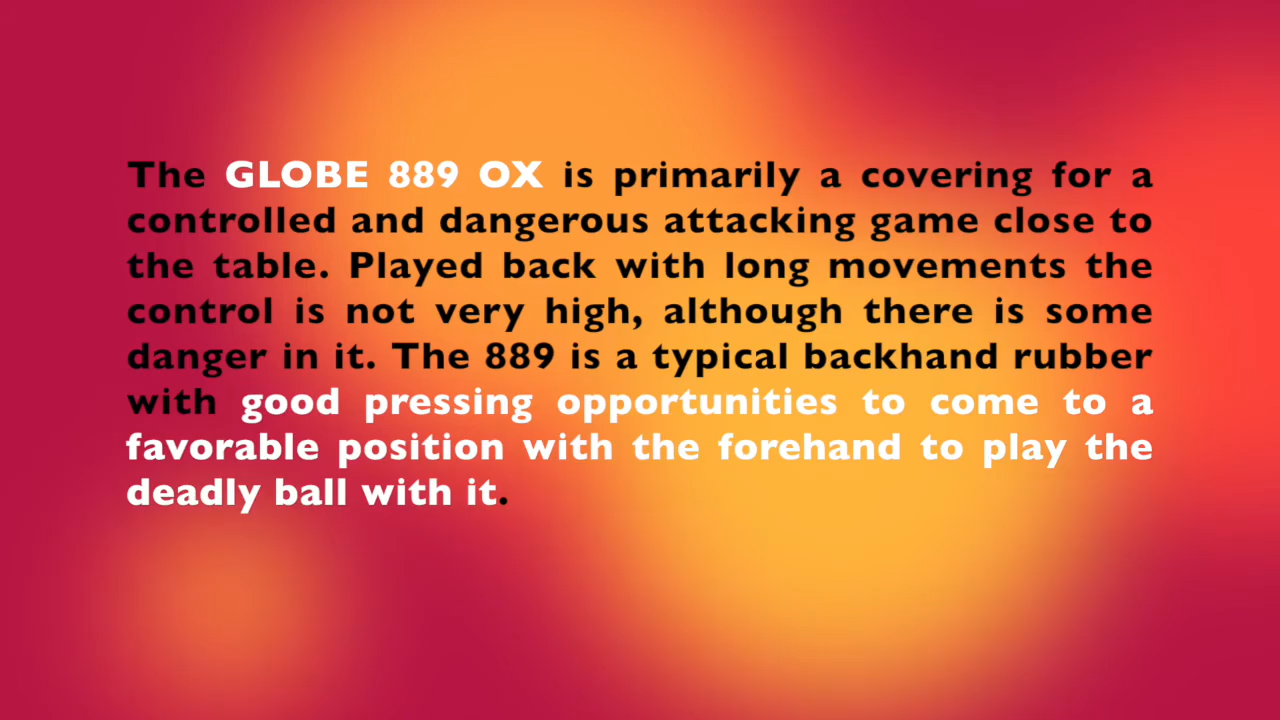 The GLOBE 889 OX is primarily a covering for a
controlled and dangerous attacking game close to
the table. Played back with long movements the
control is not very high, although there is some
danger in it. The 889 is a typical backhand rubber
with good pressing opportunities to come to a
favorable position with the forehand to play the
deadly ball with it.